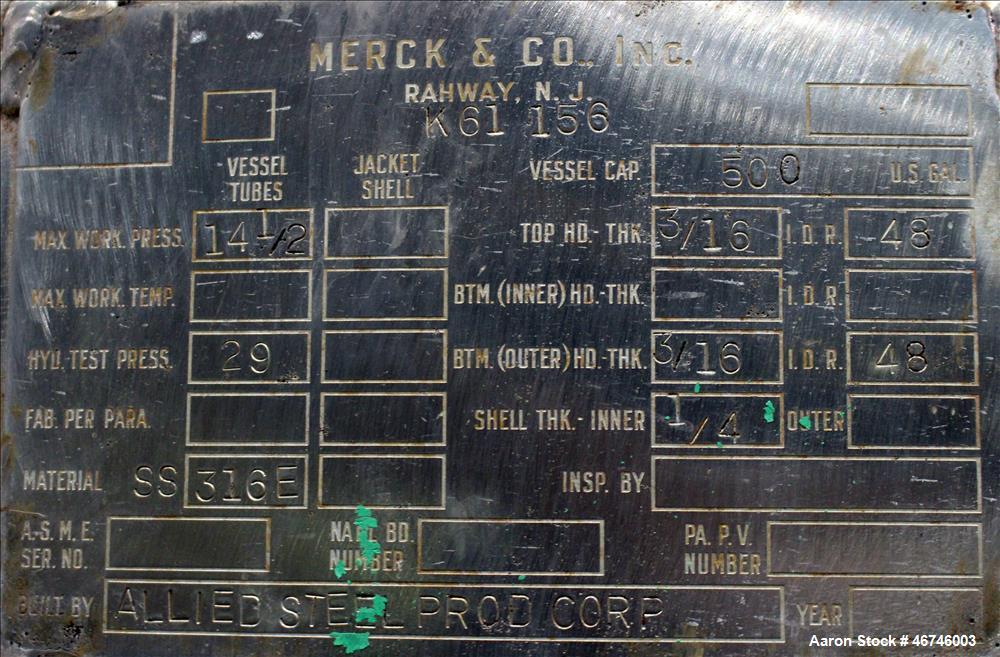 MERCK & CO., INC.
RAHWAY, N. J.
K61 156
VESSEL TUBES JACKET SHELL VESSEL CAP. 500 U.S. GAL.
MAX. WORK. PRESS. 14 1/2 TOP HD.-THK. 3/16 I.D.R. 48
MAX. WORK. TEMP. BTM. (INNER) HD.-THK. I.D.R.
HYD. TEST PRESS. 29 BTM. (OUTER) HD.-THK. 3/16 I.D.R. 48
FAB. PER PARA. SHELL THK.- INNER 1/4 OUTER
MATERIAL SS 316E INSP. BY
A.S.M.E. SER. NO. NAT'L BD. NUMBER PA. P.V. NUMBER
BUILT BY ALLIED STEEL PROD CORP YEAR
Aaron Stock # 46746003